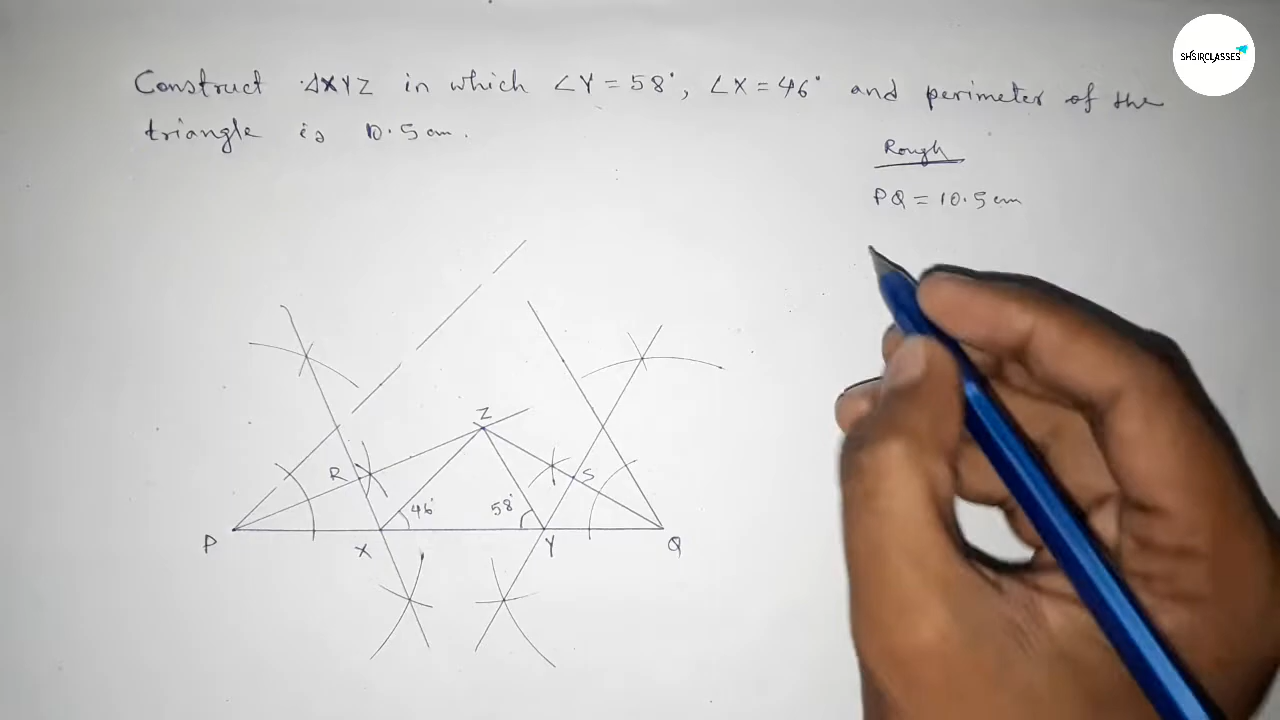 Construct ΔXYZ in which ∠Y = 58°, ∠X = 46° and perimeter of the
triangle is 10.5 cm.
SHSIRCLASSES
Rough
PQ = 10.5 cm
Z
R
S
46°
58°
P
X
Y
Q